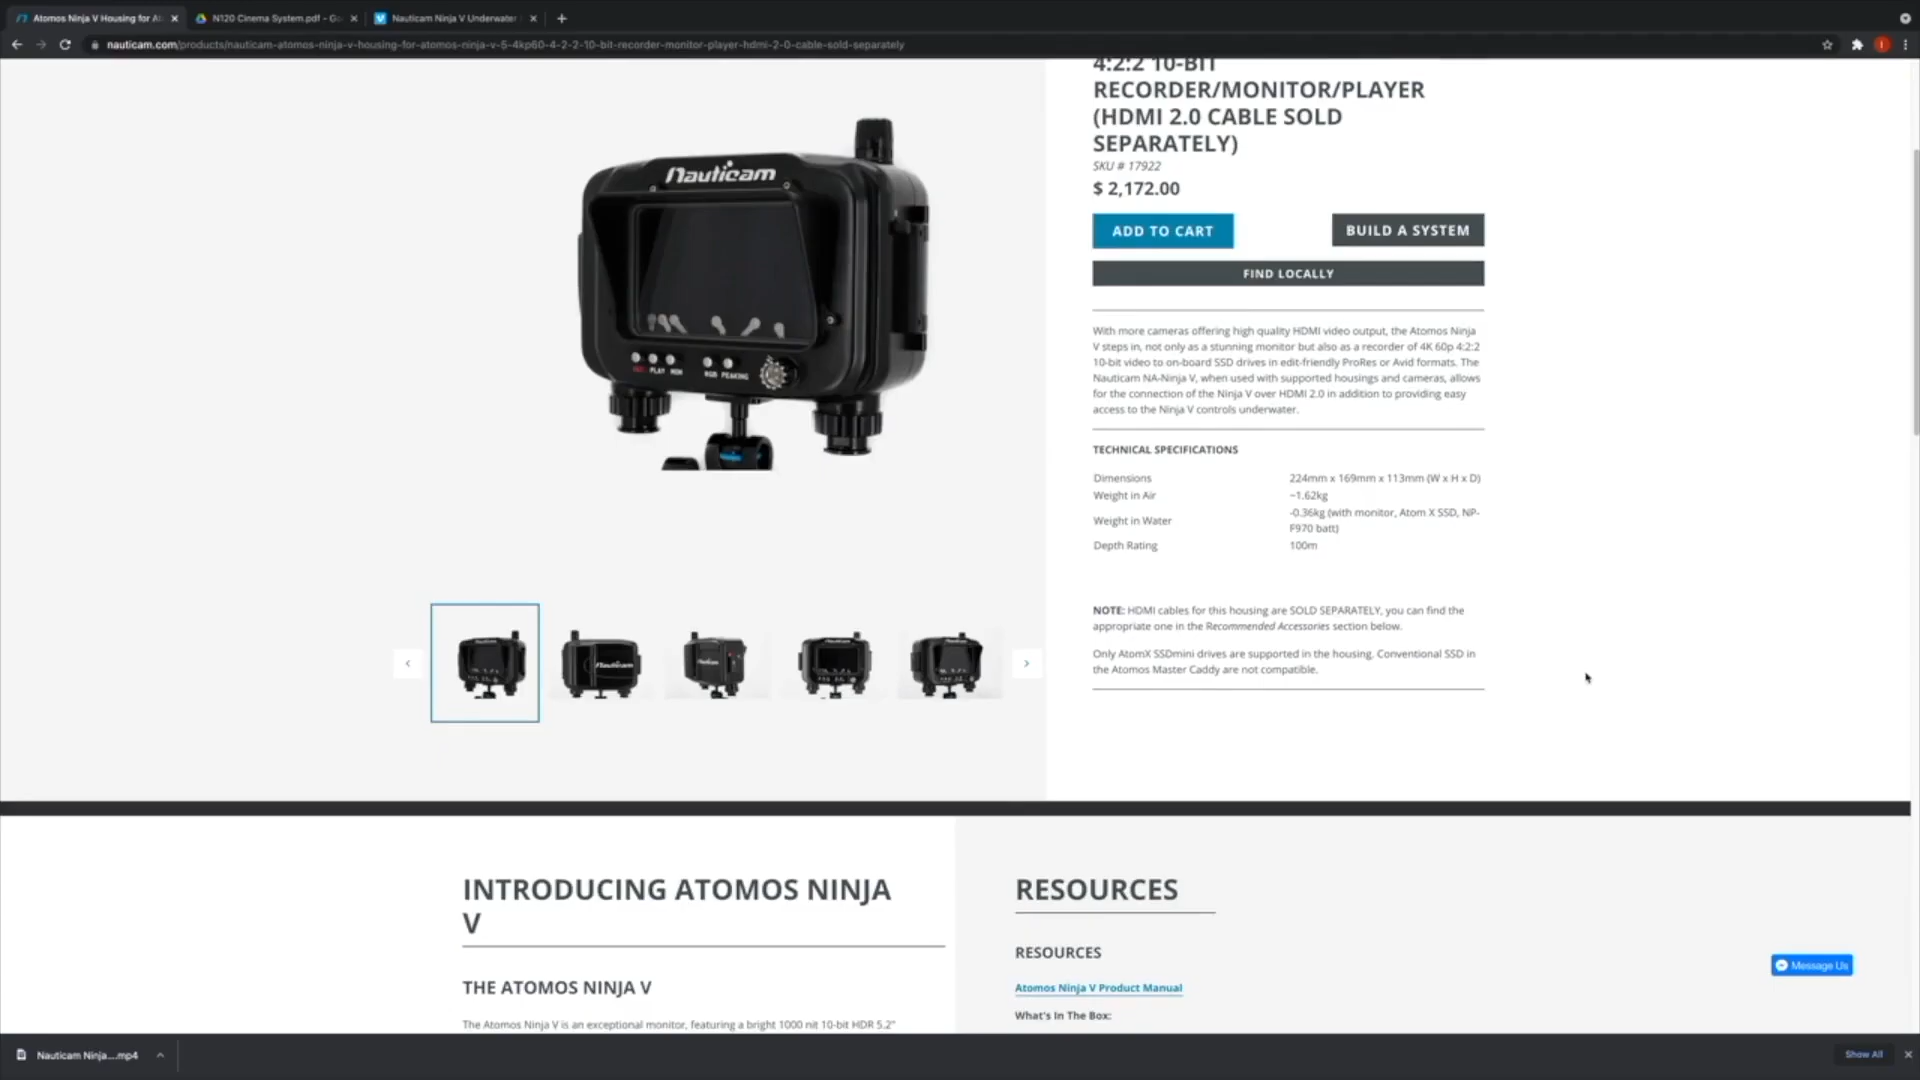 Atomos Ninja V Housing for At
N120 Cinema System.pdf - Go
Nauticam Ninja V Underwater
nauticam.com/products/nauticam-atomos-ninja-v-housing-for-atomos-ninja-v-5-4kp60-4-2-2-10-bit-recorder-monitor-player-hdmi-2-0-cable-sold-separately
4:2:2 10-BIT
RECORDER/MONITOR/PLAYER
(HDMI 2.0 CABLE SOLD
SEPARATELY)
SKU # 17922
$ 2,172.00
ADD TO CART
BUILD A SYSTEM
FIND LOCALLY
Nauticam
PLAY
RGB PEAKING
With more cameras offering high quality HDMI video output, the Atomos Ninja
V steps in, not only as a stunning monitor but also as a recorder of 4K 60p 4:2:2
10-bit video to on-board SSD drives in edit-friendly ProRes or Avid formats. The
Nauticam NA-Ninja V, when used with supported housings and cameras, allows
for the connection of the Ninja V over HDMI 2.0 in addition to providing easy
access to the Ninja V controls underwater.
TECHNICAL SPECIFICATIONS
Dimensions 224mm x 169mm x 113mm (W x H x D)
Weight in Air ~1.62kg
Weight in Water -0.36kg (with monitor, Atom X SSD, NP-
F970 batt)
Depth Rating 100m
NOTE: HDMI cables for this housing are SOLD SEPARATELY, you can find the
appropriate one in the Recommended Accessories section below.
Only AtomX SSDmini drives are supported in the housing. Conventional SSD in
the Atomos Master Caddy are not compatible.
INTRODUCING ATOMOS NINJA
V
THE ATOMOS NINJA V
The Atomos Ninja V is an exceptional monitor, featuring a bright 1000 nit 10-bit HDR 5.2"
RESOURCES
RESOURCES
Atomos Ninja V Product Manual
What's In The Box:
Message Us
Nauticam Ninja....mp4
Show All